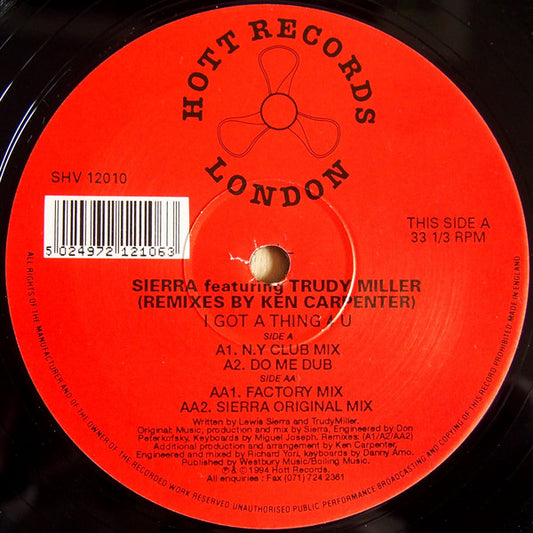 HOTT RECORDS
LONDON
SHV 12010
5 024972 121063
THIS SIDE A
33 1/3 RPM
SIERRA featuring TRUDY MILLER
(REMIXES BY KEN CARPENTER)
I GOT A THING 4 U
SIDE A
A1. N.Y CLUB MIX
A2. DO ME DUB
SIDE AA
AA1. FACTORY MIX
AA2. SIERRA ORIGINAL MIX
Written by Lewis Sierra and TrudyMiller.
Original: Music, production and mix by Sierra, Engineered by Don
Peterkofsky, Keyboards by Miguel Joseph. Remixes: (A1/A2/AA2)
Additional production and arrangement by Ken Carpenter,
Engineered and mixed by Richard Yori, keyboards by Danny Amo.
Published by Westbury Music/Boiling Music.
℗ & © 1994 Hott Records.
All enquiries : Fax (071) 724 2361
ALL RIGHTS OF THE MANUFACTURER AND OF THE OWNER OF THE RECORDED WORK RESERVED. UNAUTHORISED PUBLIC PERFORMANCE BROADCASTING AND COPYING OF THIS RECORD PROHIBITED. MADE IN ENGLAND